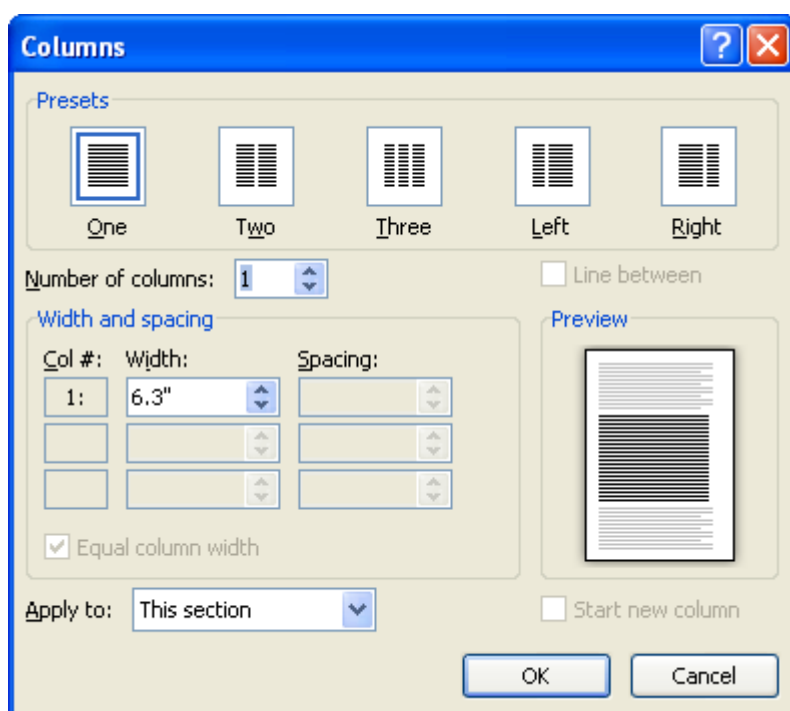 Columns
Presets
One Two Three Left Right
Number of columns: 1 Line between
Width and spacing Preview
Col #: Width: Spacing:
1: 6.3"
Equal column width
Apply to: This section Start new column
OK Cancel